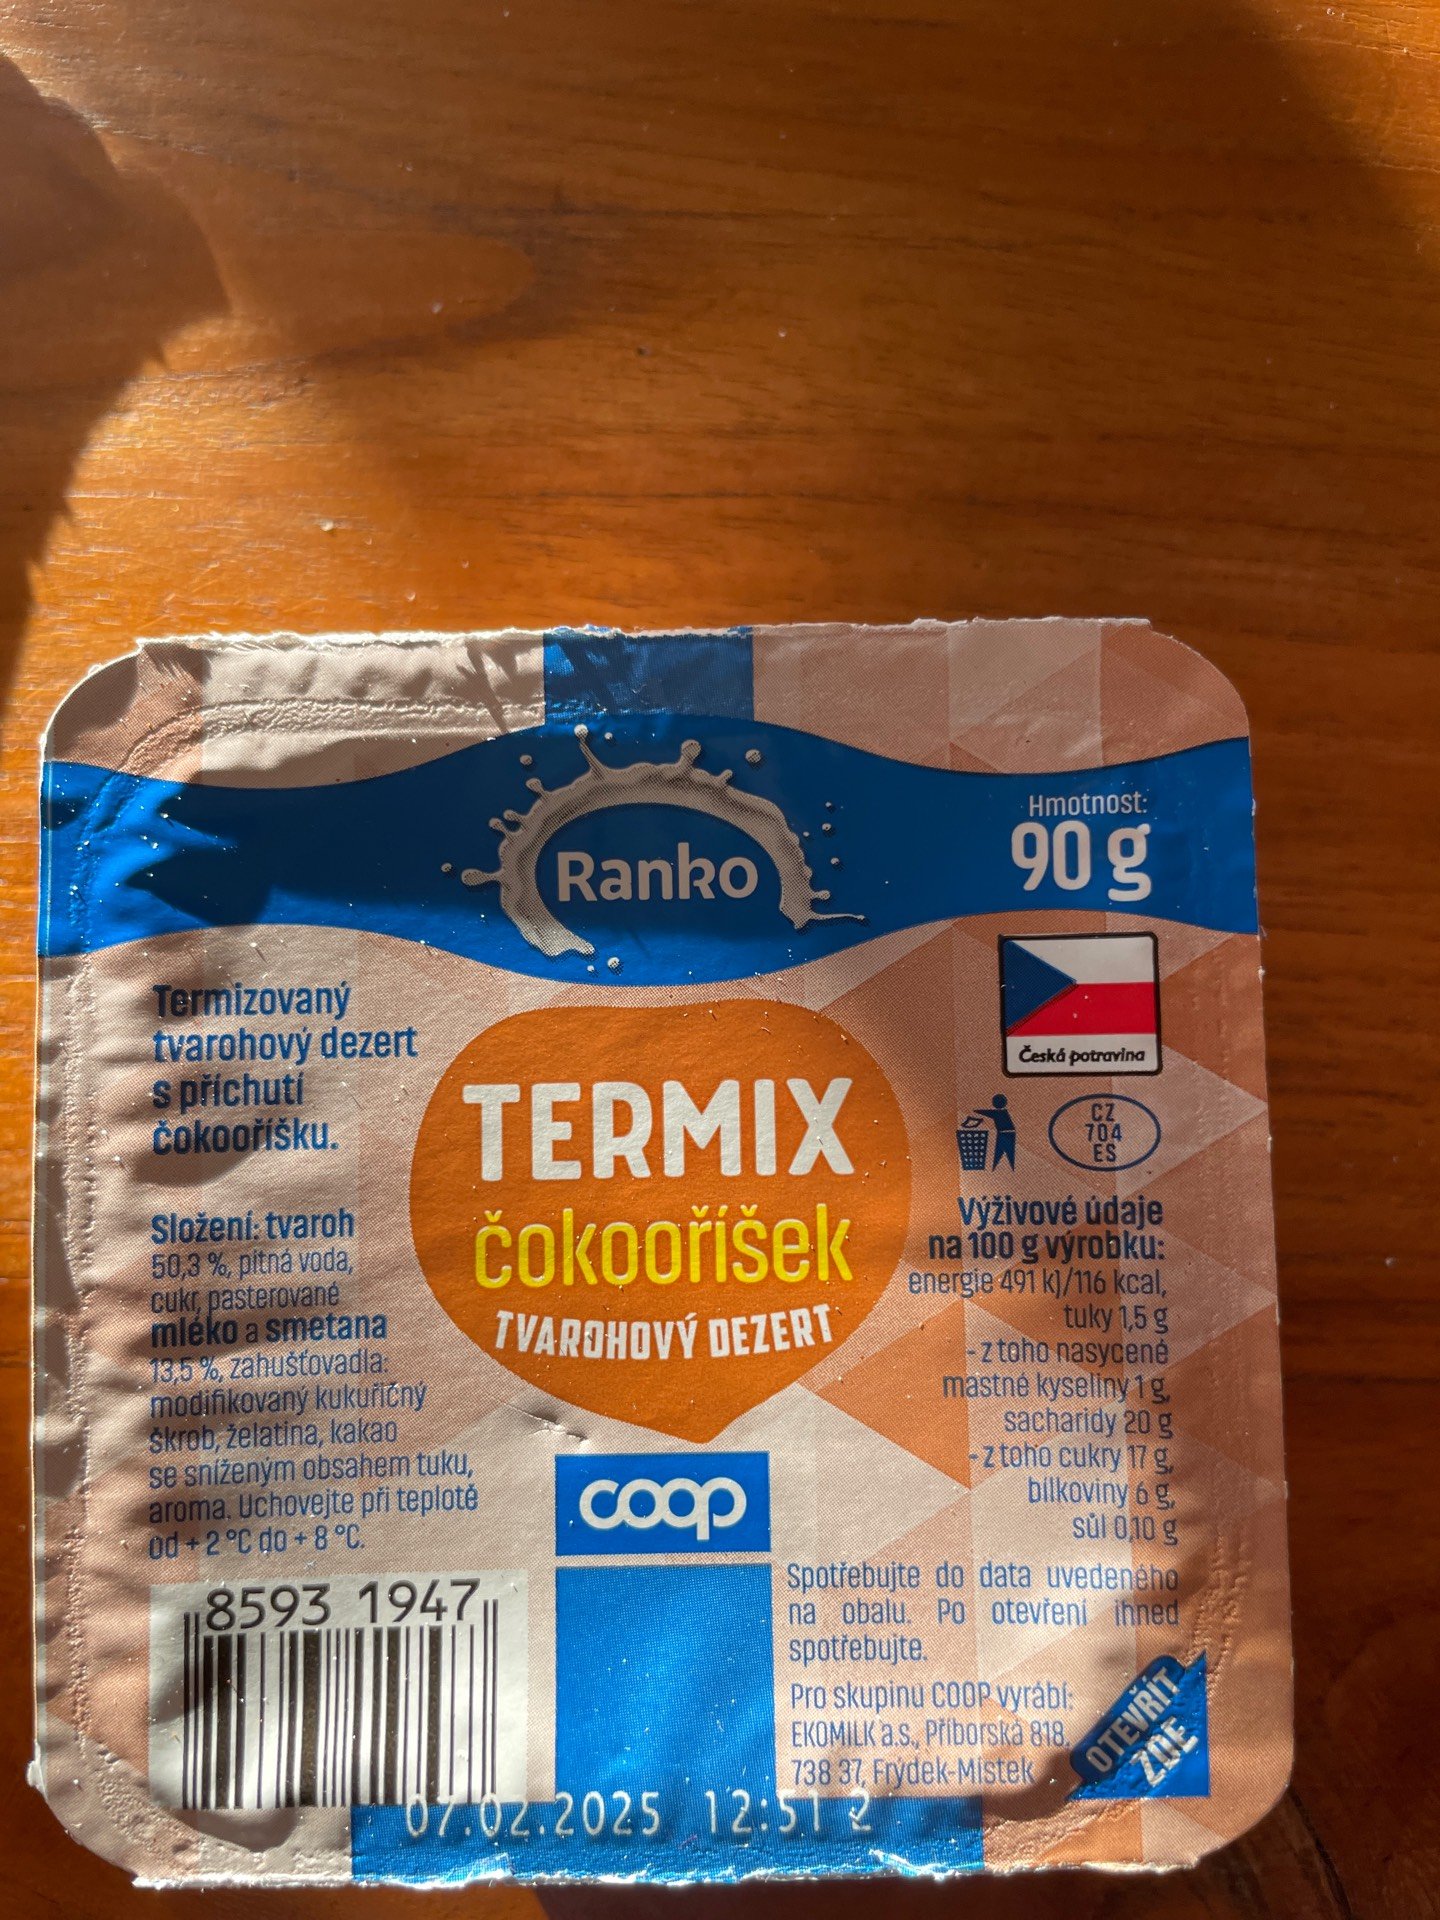 Ranko
Hmotnost:
90 g
Termizovaný
tvarohový dezert
s příchutí
čokooříšku.
Složení: tvaroh
50,3 %, pitná voda,
cukr, pasterované
mléko a smetana
13,5 %, zahušťovadla:
modifikovaný kukuřičný
škrob, želatina, kakao
se sníženým obsahem tuku,
aroma. Uchovejte při teplotě
od + 2 °C do + 8 °C.
8593 1947
TERMIX
čokooříšek
TVAROHOVÝ DEZERT
coop
Česká potravina
CZ
704
ES
Výživové údaje
na 100 g výrobku:
energie 491 kJ/116 kcal,
tuky 1,5 g
- z toho nasycené
mastné kyseliny 1 g,
sacharidy 20 g
- z toho cukry 17 g,
bílkoviny 6 g,
sůl 0,10 g
Spotřebujte do data uvedeného
na obalu. Po otevření ihned
spotřebujte.
Pro skupinu COOP vyrábí:
EKOMILK a.s., Příborská 818,
738 37, Frýdek-Místek
OTEVŘÍT
ZDE
07.02.2025 12:51 2